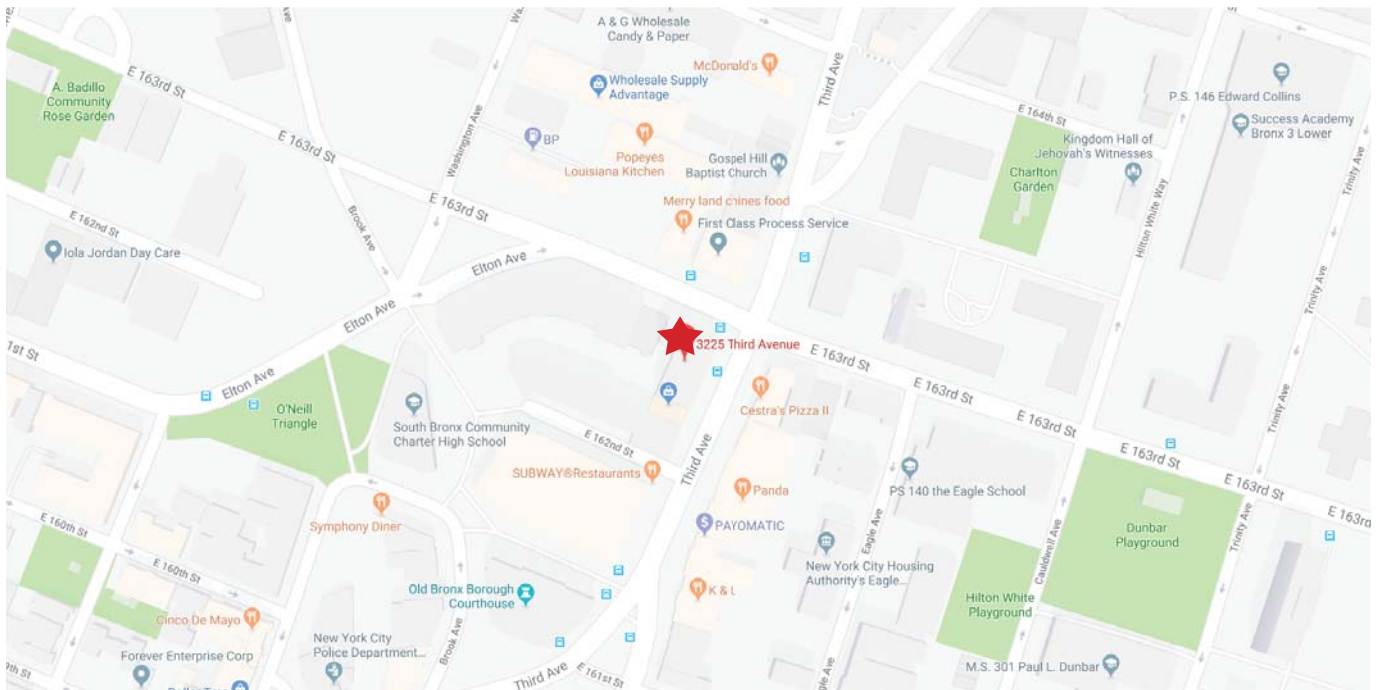 A & G Wholesale
Candy & Paper
McDonald's
Third Ave
E 163rd St
A. Badillo
Community
Rose Garden
Wholesale Supply
Advantage
P.S. 146 Edward Collins
E 164th St
Success Academy
Bronx 3 Lower
Washington Ave
BP
Popeyes
Louisiana Kitchen
Gospel Hill
Baptist Church
Kingdom Hall of
Jehovah's Witnesses
Charlton
Garden
E 163rd St
Trinity Ave
Merry land chines food
E 163rd St
First Class Process Service
Hilton White Way
E 162nd St
Brook Ave
Iola Jordan Day Care
Elton Ave
Trinity Ave
Elton Ave
3225 Third Avenue
E 163rd St
1st St
Elton Ave
E 163rd St
O'Neill
Triangle
Cestra's Pizza II
South Bronx Community
Charter High School
E 163rd St
Trinity Ave
E 162nd St
Third Ave
E 163rd St
SUBWAY®Restaurants
E 163rd St
PS 140 the Eagle School
Panda
E 163rd
Symphony Diner
PAYOMATIC
Dunbar
Playground
E 160th St
Eagle Ave
Cauldwell Ave
Trinity Ave
New York City Housing
Authority's Eagle...
E 160th St
Old Bronx Borough
Courthouse
K & L
Hilton White
Playground
Cinco De Mayo
New York City
Police Department...
Brook Ave
Forever Enterprise Corp
M.S. 301 Paul L. Dunbar
Third Ave
E 161st St